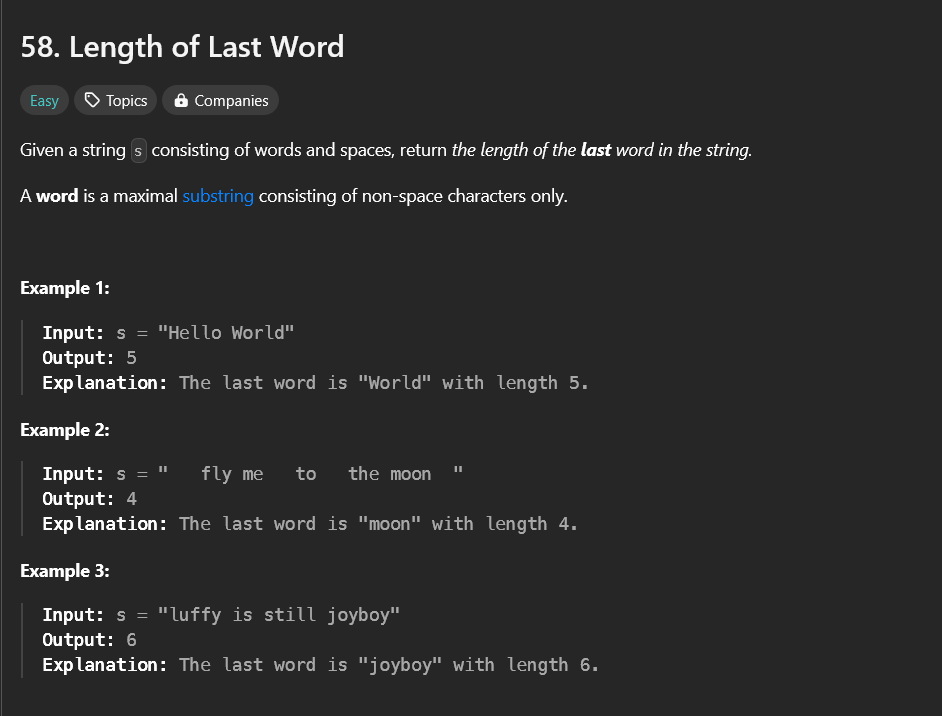 58. Length of Last Word
Easy Topics Companies
Given a string s consisting of words and spaces, return the length of the last word in the string.
A word is a maximal substring consisting of non-space characters only.
Example 1:
Input: s = "Hello World"
Output: 5
Explanation: The last word is "World" with length 5.
Example 2:
Input: s = "   fly me   to   the moon  "
Output: 4
Explanation: The last word is "moon" with length 4.
Example 3:
Input: s = "luffy is still joyboy"
Output: 6
Explanation: The last word is "joyboy" with length 6.